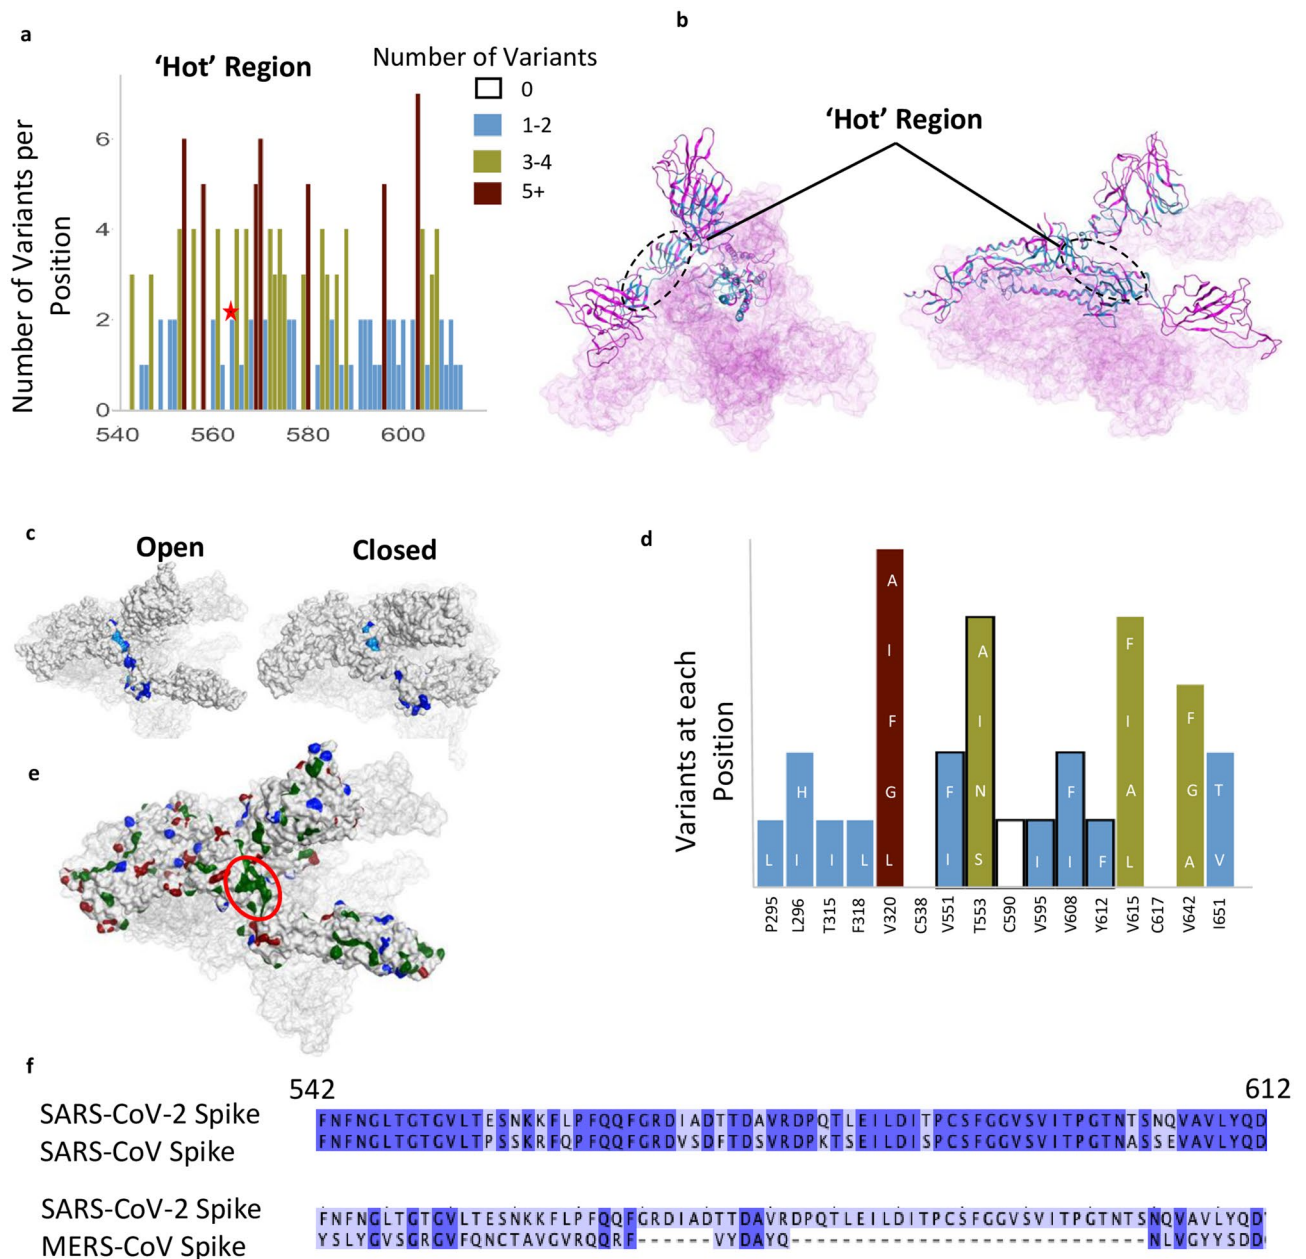 a
'Hot' Region
Number of Variants per
Position
6
4
2
0
540
560
580
600
Number of Variants
0
1-2
3-4
5+
b
'Hot' Region
c
Open
Closed
d
Variants at each
Position
L
H
I
I
L
A
I
F
G
L
F
I
A
I
N
S
I
F
I
F
F
I
A
L
F
G
A
T
V
P295
L296
T315
F318
V320
C538
V551
T553
C590
V595
V608
Y612
V615
C617
V642
I651
e
f
542
612
SARS-CoV-2 Spike
FNFNGLTGTGVLTESNKKFLPFQQFGRDIADTTDAVRDPQTLEILDITPCSFGGVSVITPGTNTSNQVAVLYQD
SARS-CoV Spike
FNFNGLTGTGVLTPSSKRFQPFQQFGRDVSDFTDSVRDPKTSEILDISPCSFGGVSVITPGTNASSEVAVLYQD
SARS-CoV-2 Spike
FNFNGLTGTGVLTESNKKFLPFQQFGRDIADTTDAVRDPQTLEILDITPCSFGGVSVITPGTNTSNQVAVLYQD
MERS-CoV Spike
YSLYGVSGRGVFQNCTAVGVRQQRF------VYDAYQ----------------------------NLVGYYSDD